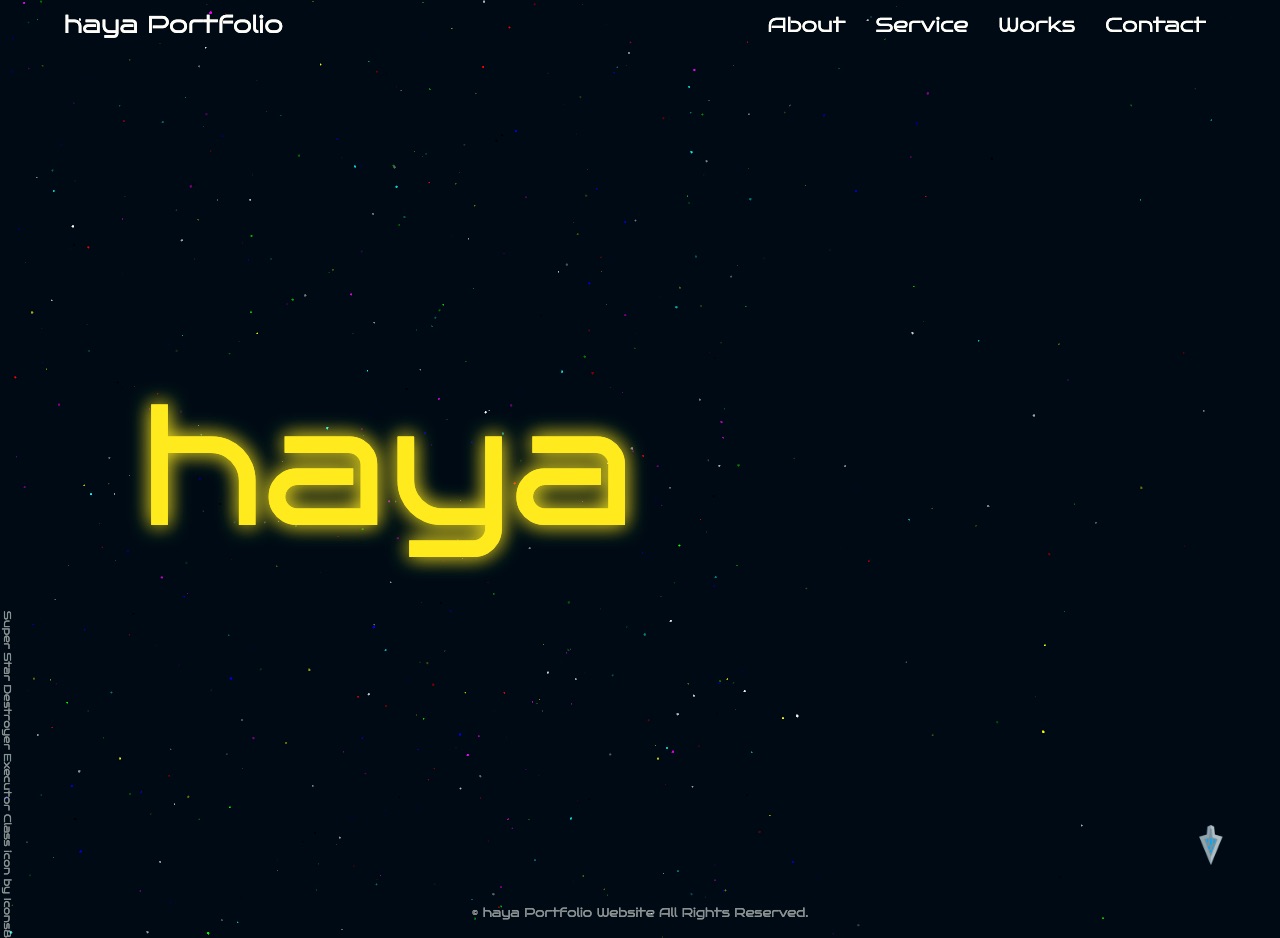 haya Portfolio
About
Service
Works
Contact
haya
Super Star Destroyer Executor Class icon by Icons8
© haya Portfolio Website All Rights Reserved.